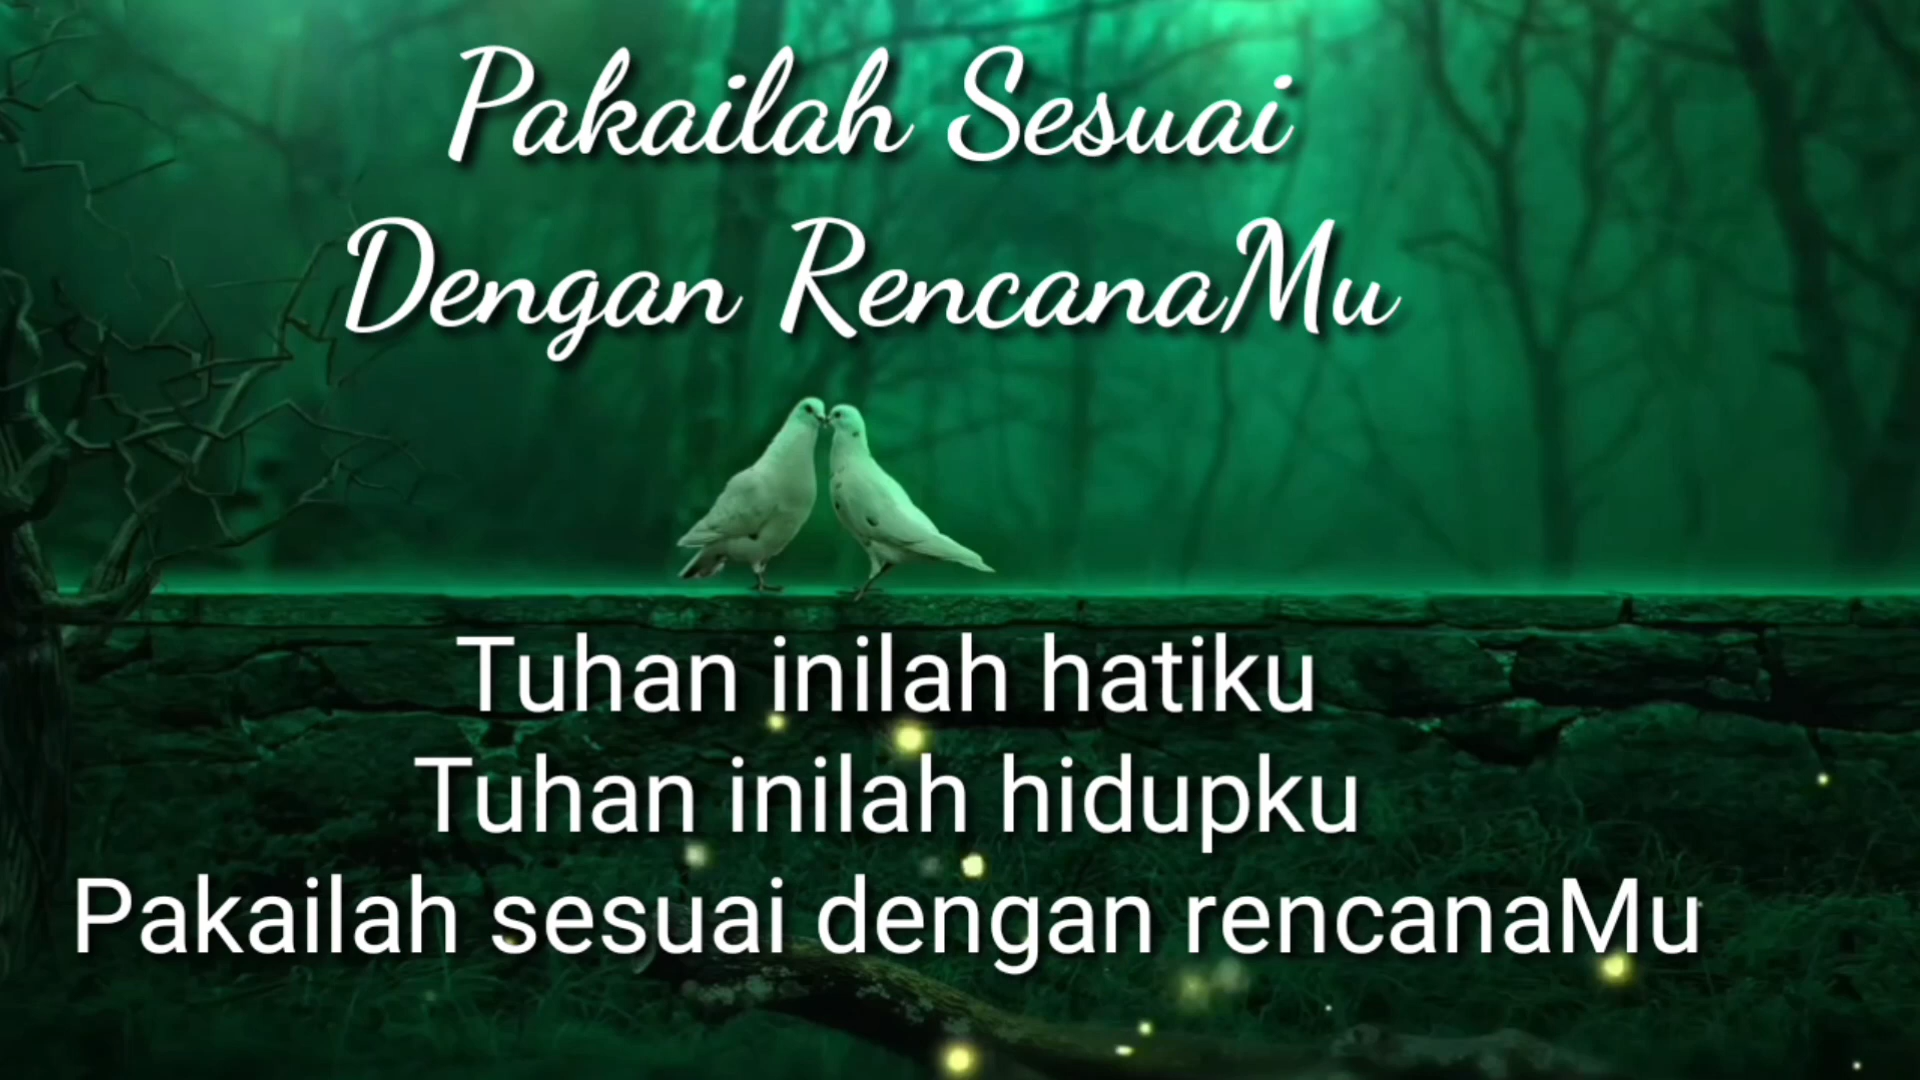 Pakailah Sesuai
Dengan RencanaMu
Tuhan inilah hatiku
Tuhan inilah hidupku
Pakailah sesuai dengan rencanaMu